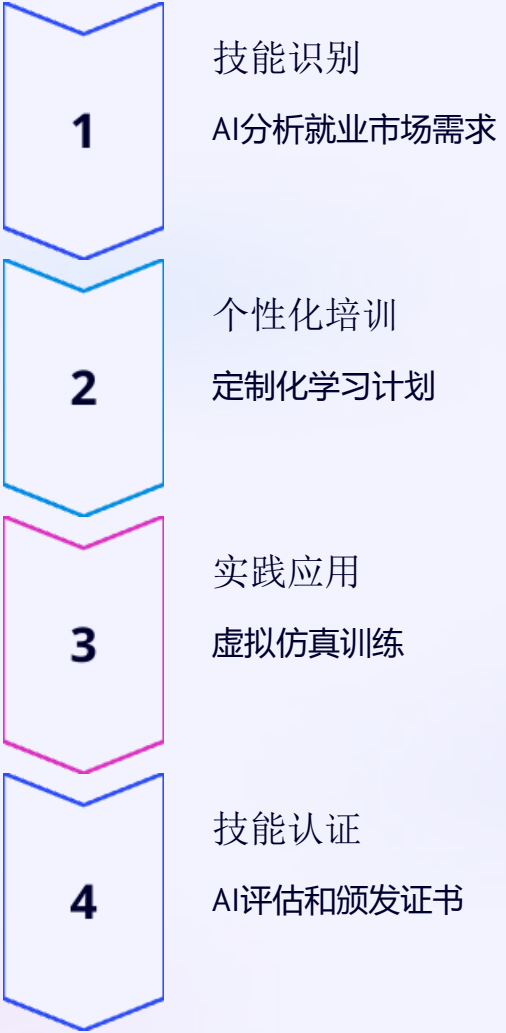 1
技能识别
AI分析就业市场需求
2
个性化培训
定制化学习计划
3
实践应用
虚拟仿真训练
4
技能认证
AI评估和颁发证书